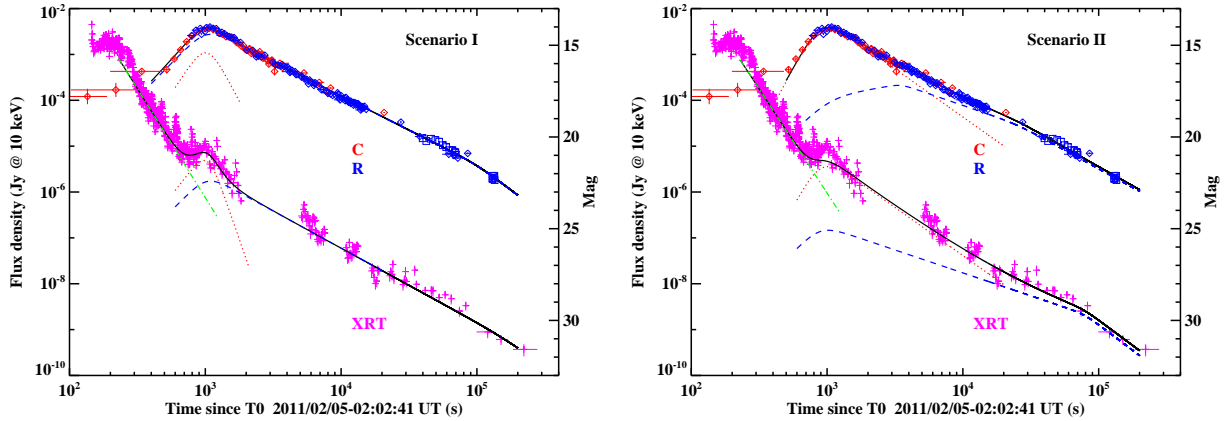 Scenario I
Flux density (Jy @ 10 keV)
10-2
10-4
10-6
10-8
10-10
C
R
XRT
Mag
15
20
25
30
102
103
104
105
Time since T0 2011/02/05-02:02:41 UT (s)
Scenario II
Flux density (Jy @ 10 keV)
10-2
10-4
10-6
10-8
10-10
C
R
XRT
Mag
15
20
25
30
102
103
104
105
Time since T0 2011/02/05-02:02:41 UT (s)